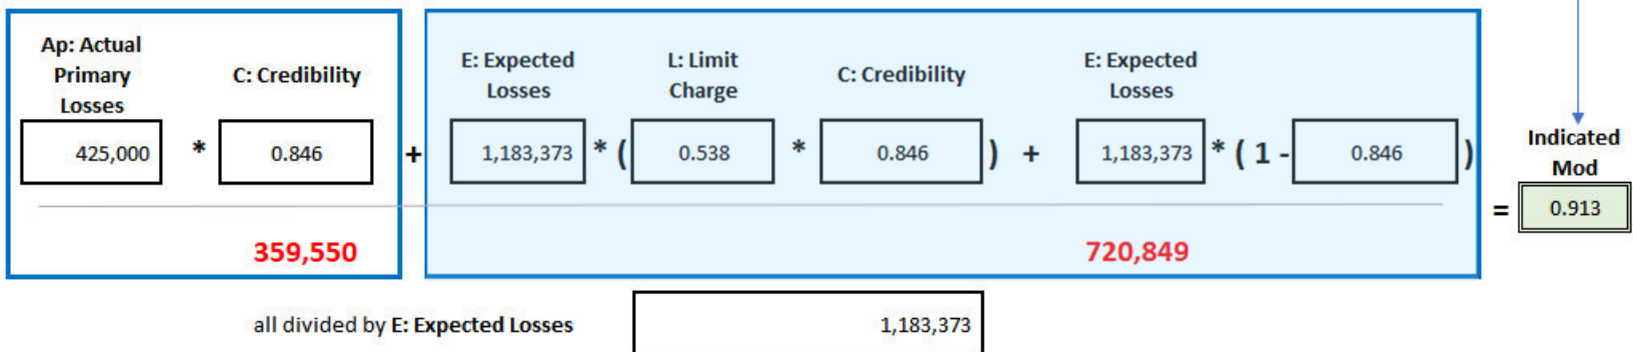 Ap: Actual
Primary
Losses
C: Credibility
E: Expected
Losses
L: Limit
Charge
C: Credibility
E: Expected
Losses
425,000 * 0.846 + 1,183,373 * ( 0.538 * 0.846 ) + 1,183,373 * ( 1 - 0.846 )
Indicated
Mod
= 0.913
359,550
720,849
all divided by E: Expected Losses 1,183,373